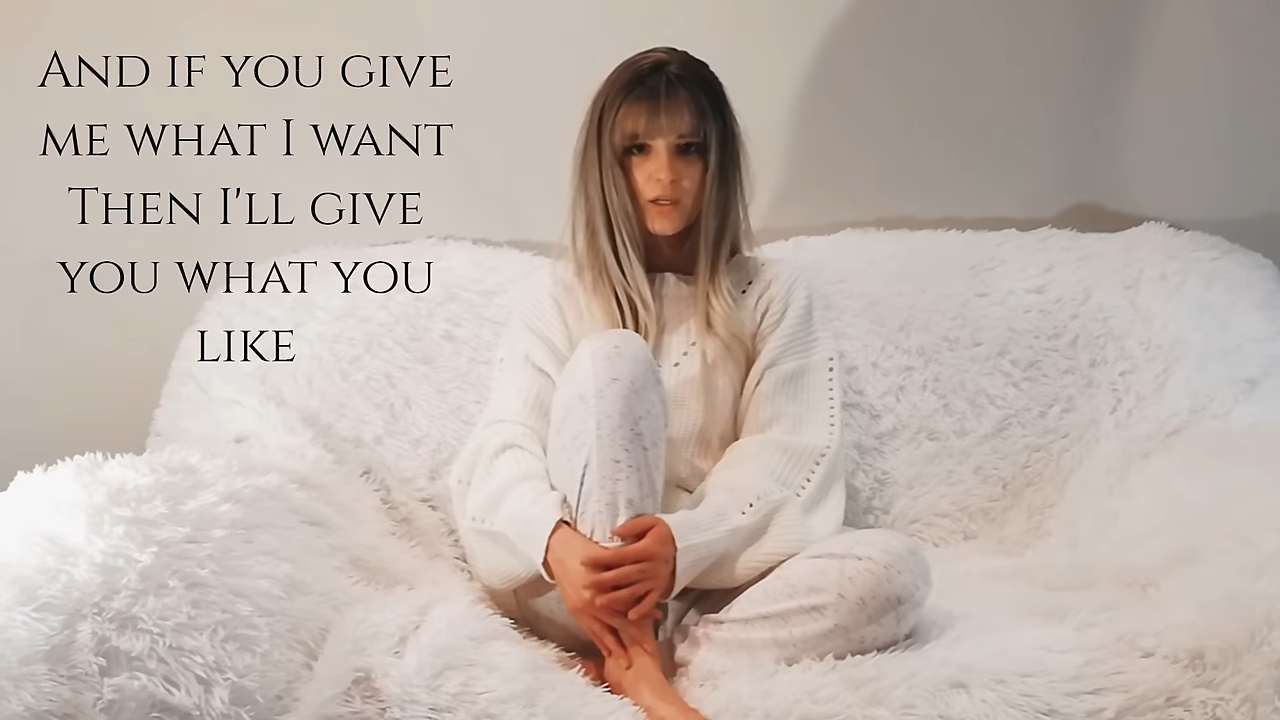 And if you give
me what I want
Then I'll give
you what you
like